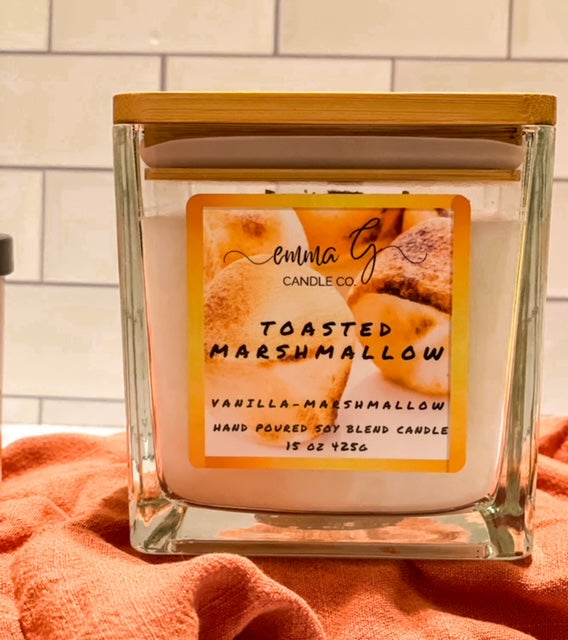 emma G
CANDLE CO.
TOASTED
MARSHMALLOW
VANILLA-MARSHMALLOW
HAND POURED SOY BLEND CANDLE
15 OZ 425G